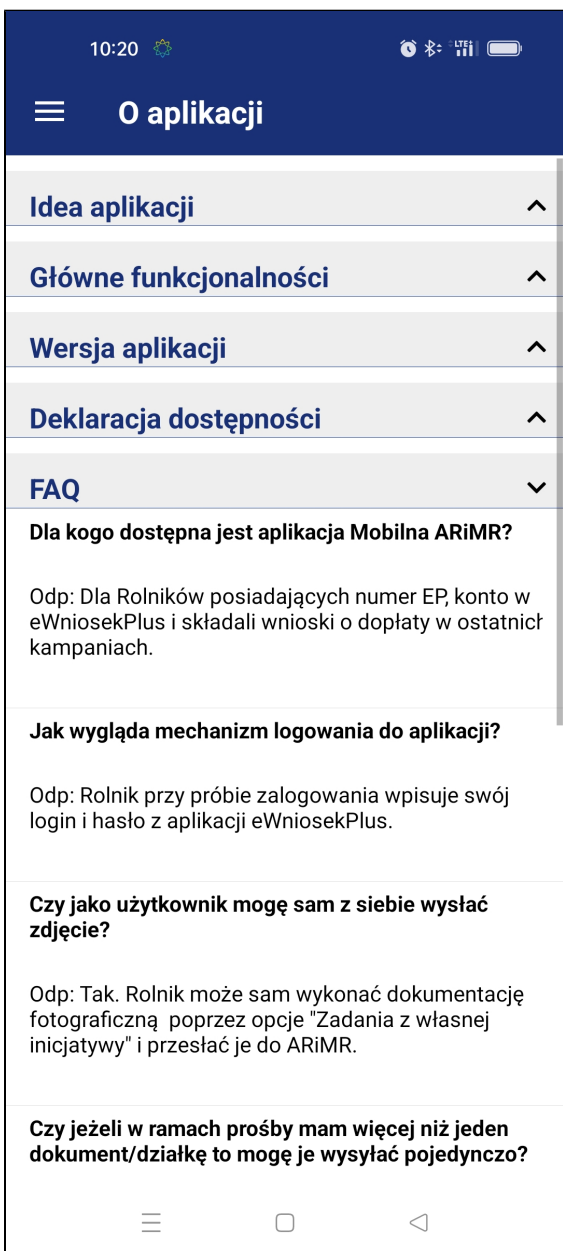 10:20
LTE+
O aplikacji
Idea aplikacji
Główne funkcjonalności
Wersja aplikacji
Deklaracja dostępności
FAQ
Dla kogo dostępna jest aplikacja Mobilna ARiMR?
Odp: Dla Rolników posiadających numer EP, konto w
eWniosekPlus i składali wnioski o dopłaty w ostatnich
kampaniach.
Jak wygląda mechanizm logowania do aplikacji?
Odp: Rolnik przy próbie zalogowania wpisuje swój
login i hasło z aplikacji eWniosekPlus.
Czy jako użytkownik mogę sam z siebie wysłać
zdjęcie?
Odp: Tak. Rolnik może sam wykonać dokumentację
fotograficzną  poprzez opcje "Zadania z własnej
inicjatywy" i przesłać je do ARiMR.
Czy jeżeli w ramach prośby mam więcej niż jeden
dokument/działkę to mogę je wysyłać pojedynczo?